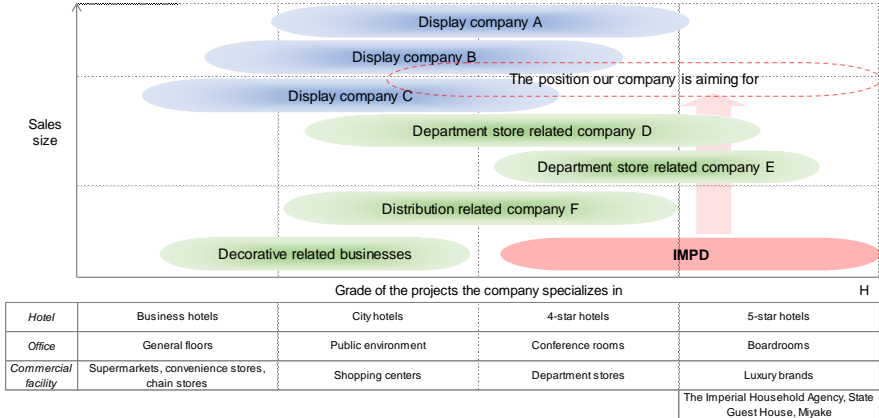 Display company A
Display company B
The position our company is aiming for
Display company C
Sales
size
Department store related company D
Department store related company E
Distribution related company F
Decorative related businesses
IMPD
Grade of the projects the company specializes in
H
Hotel
Business hotels
City hotels
4-star hotels
5-star hotels
Office
General floors
Public environment
Conference rooms
Boardrooms
Commercial
facility
Supermarkets, convenience stores,
chain stores
Shopping centers
Department stores
Luxury brands
The Imperial Household Agency, State
Guest House, Miyake